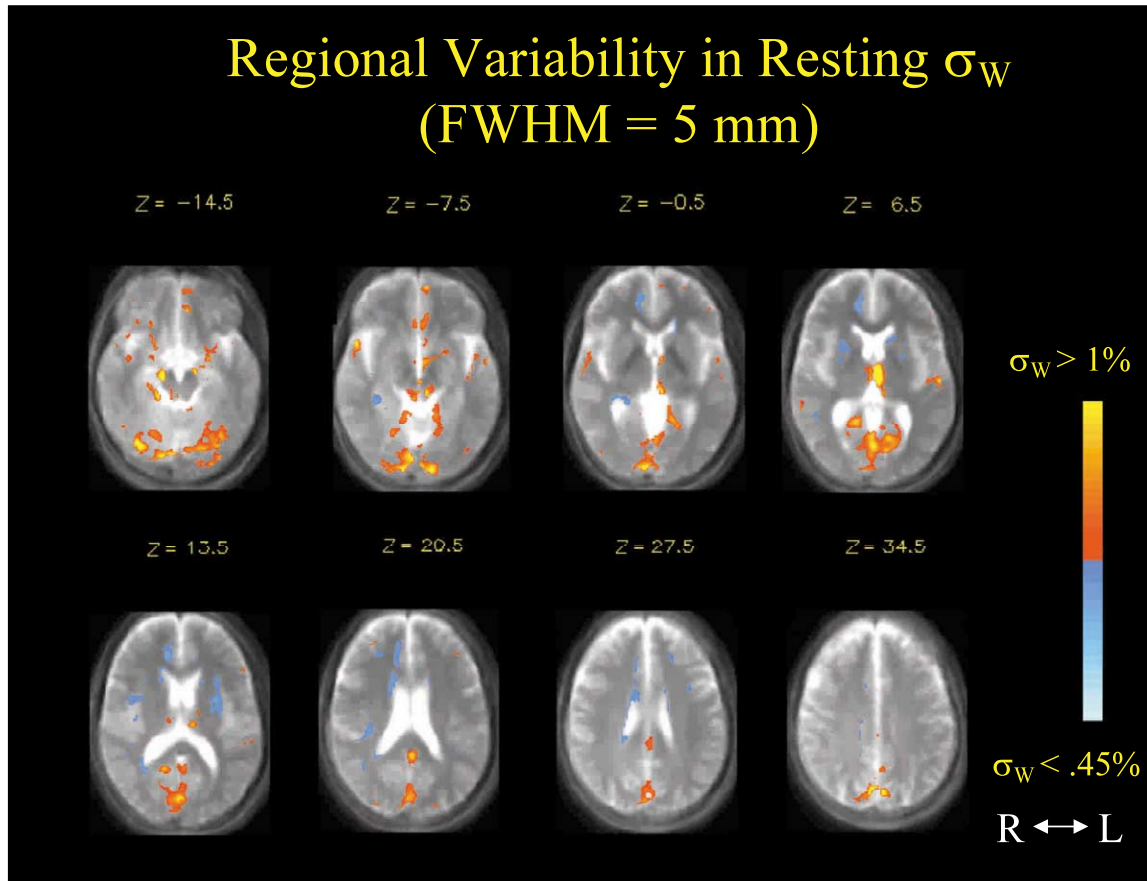 Regional Variability in Resting σW
(FWHM = 5 mm)
Z = −14.5
Z = −7.5
Z = −0.5
Z = 6.5
σW > 1%
Z = 13.5
Z = 20.5
Z = 27.5
Z = 34.5
σW < .45%
R ↔ L